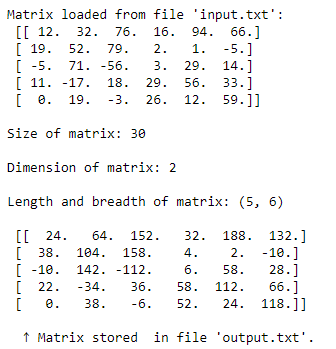 Matrix loaded from file 'input.txt':
[[ 12. 32. 76. 16. 94. 66.]
[ 19. 52. 79. 2. 1. -5.]
[ -5. 71. -56. 3. 29. 14.]
[ 11. -17. 18. 29. 56. 33.]
[ 0. 19. -3. 26. 12. 59.]]
Size of matrix: 30
Dimension of matrix: 2
Length and breadth of matrix: (5, 6)
[[ 24. 64. 152. 32. 188. 132.]
[ 38. 104. 158. 4. 2. -10.]
[ -10. 142. -112. 6. 58. 28.]
[ 22. -34. 36. 58. 112. 66.]
[ 0. 38. -6. 52. 24. 118.]]
↑ Matrix stored in file 'output.txt'.